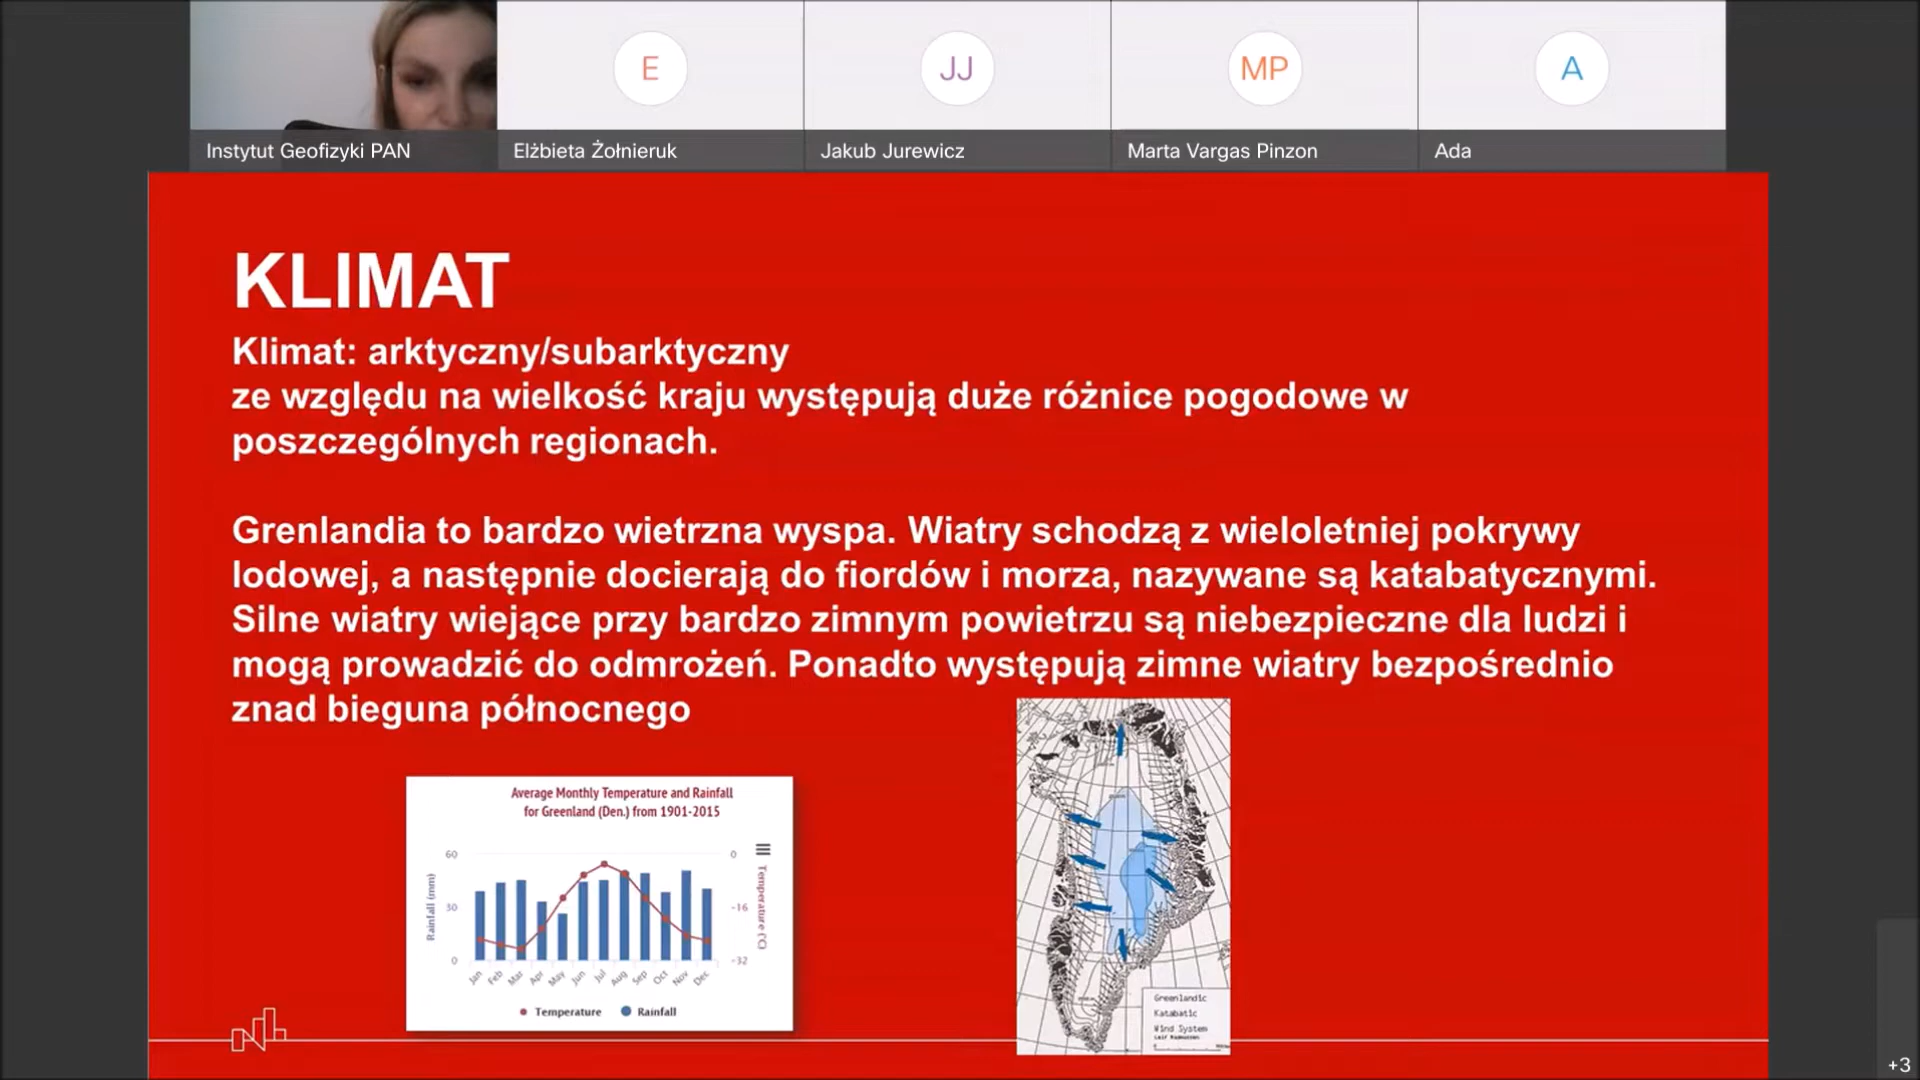 E
JJ
MP
A
Instytut Geofizyki PAN
Elżbieta Żołnieruk
Jakub Jurewicz
Marta Vargas Pinzon
Ada
KLIMAT
Klimat: arktyczny/subarktyczny
ze względu na wielkość kraju występują duże różnice pogodowe w
poszczególnych regionach.
Grenlandia to bardzo wietrzna wyspa. Wiatry schodzą z wieloletniej pokrywy
lodowej, a następnie docierają do fiordów i morza, nazywane są katabatycznymi.
Silne wiatry wiejące przy bardzo zimnym powietrzu są niebezpieczne dla ludzi i
mogą prowadzić do odmrożeń. Ponadto występują zimne wiatry bezpośrednio
znad bieguna północnego
Average Monthly Temperature and Rainfall
for Greenland (Den.) from 1901-2015
60
30
0
Rainfall (mm)
0
-16
-32
Temperature (°C)
Jan Feb Mar Apr May Jun Jul Aug Sep Oct Nov Dec
Temperature Rainfall
Greenlandic
Katabatic
Wind System
Leif Rasmussen
+3